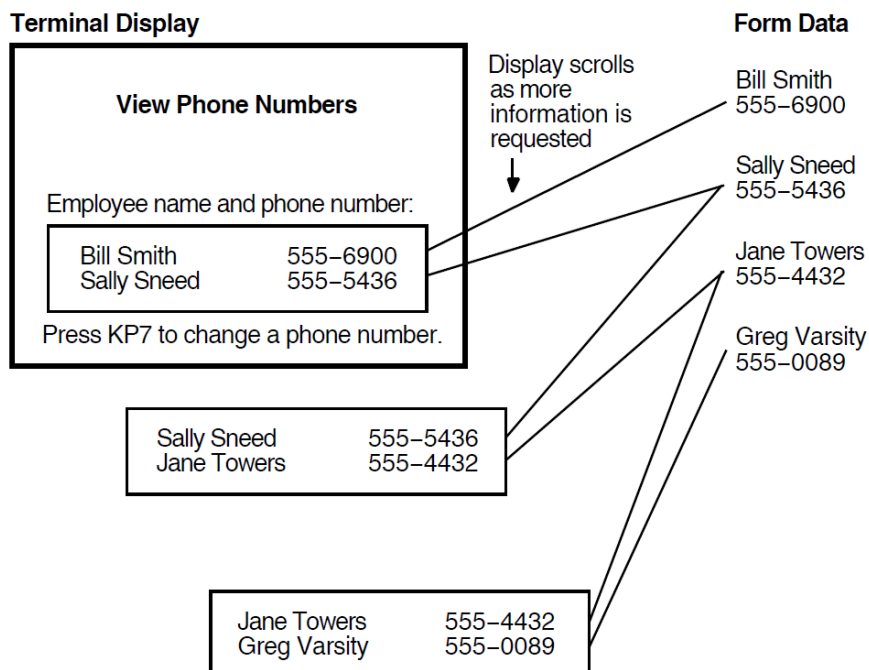 Terminal Display
View Phone Numbers
Employee name and phone number:
Bill Smith 555–6900
Sally Sneed 555–5436
Press KP7 to change a phone number.
Display scrolls
as more
information is
requested
Form Data
Bill Smith
555–6900
Sally Sneed
555–5436
Jane Towers
555–4432
Greg Varsity
555–0089
Sally Sneed 555–5436
Jane Towers 555–4432
Jane Towers 555–4432
Greg Varsity 555–0089